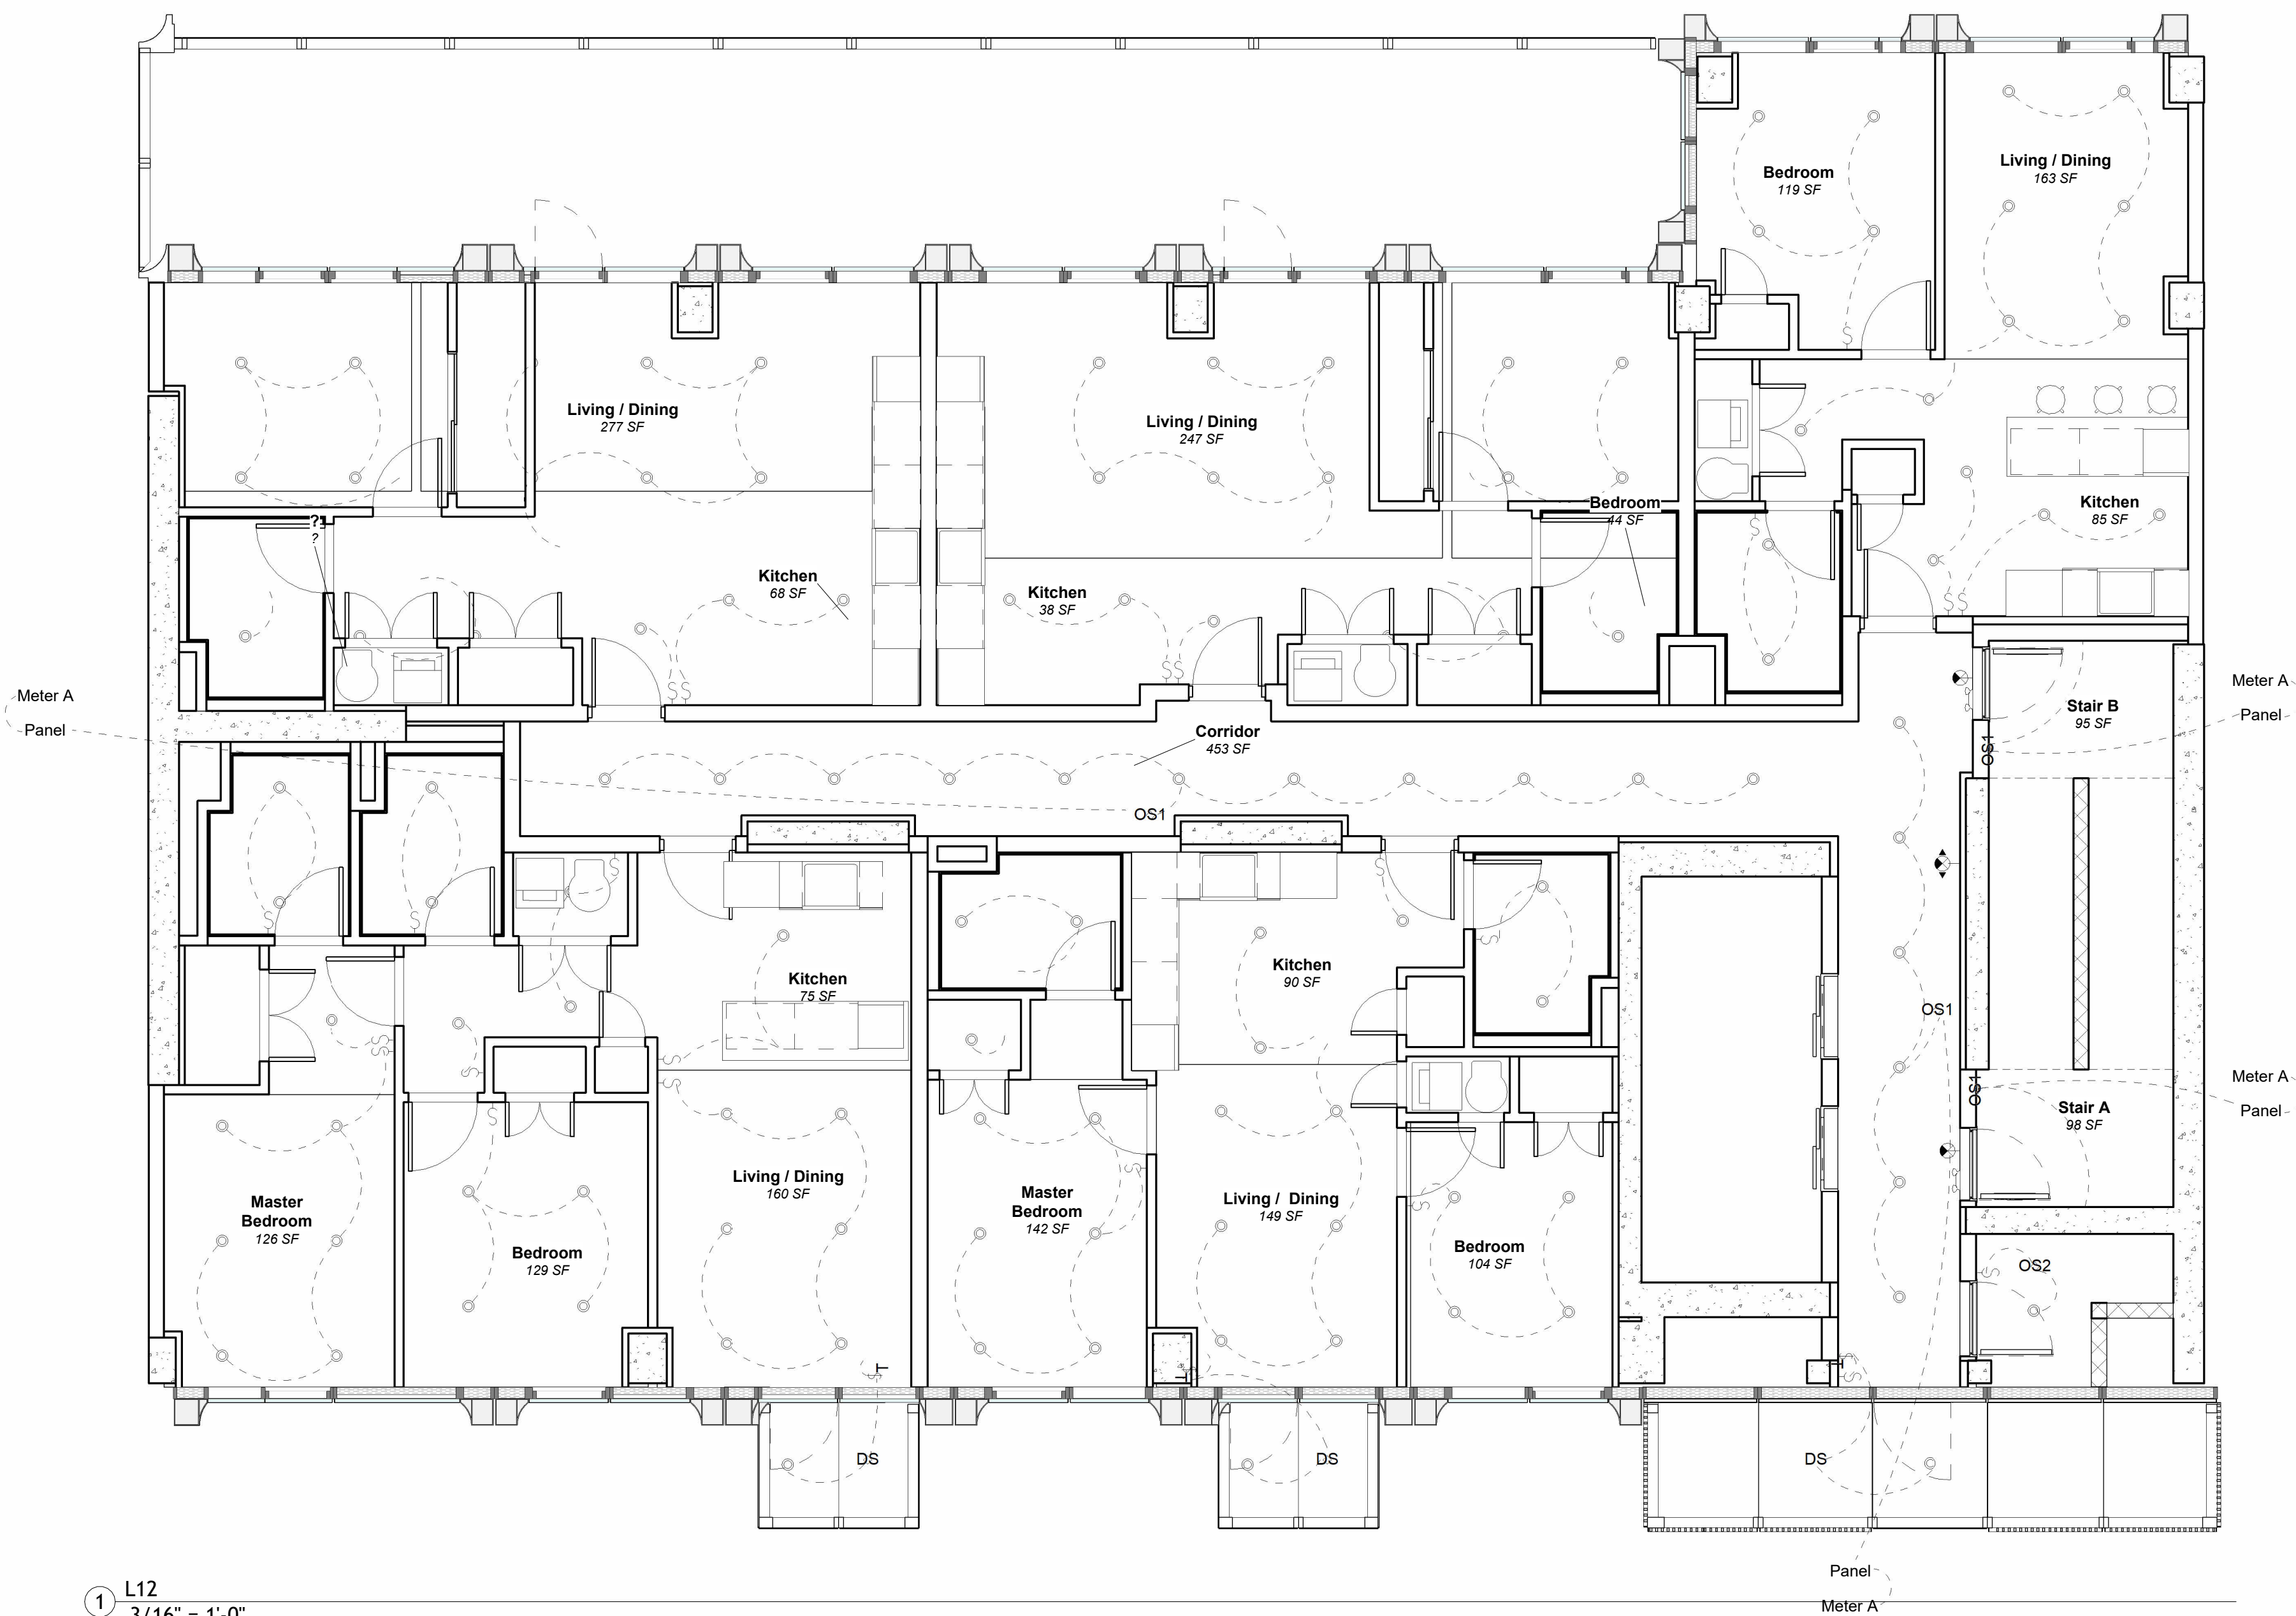 Bedroom
119 SF
Living / Dining
163 SF
S
Living / Dining
277 SF
Living / Dining
247 SF
Bedroom
44 SF
?
?
S
Kitchen
85 SF
Kitchen
68 SF
Kitchen
38 SF
S S
S S
S S
Meter A
Panel
Corridor
453 SF
OS1
Stair B
95 SF
OS1
Meter A
Panel
S
S
S
S
S
Kitchen
75 SF
Kitchen
90 SF
OS1
S
S
S
S
S
S
OS1
Stair A
98 SF
Meter A
Panel
S
S
Master
Bedroom
126 SF
Bedroom
129 SF
Living / Dining
160 SF
Master
Bedroom
142 SF
Living / Dining
149 SF
Bedroom
104 SF
S
OS2
S
T
S
T
T
S
DS
DS
DS
Panel
Meter A
1
L12
3/16" = 1'-0"